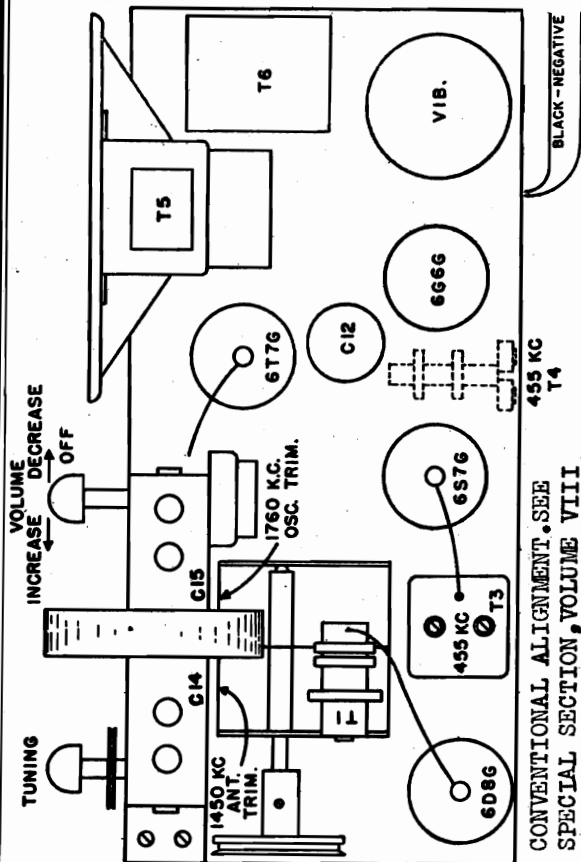 TUNING
VOLUME
INCREASE DECREASE
OFF
T5
T6
C14
C15
1450 KC
ANT.
TRIM.
1760 K.C.
OSC. TRIM.
6T7G
C12
T1
6D8G
455 KC
T3
6S7G
6G6G
VIB.
455 KC
T4
BLACK-NEGATIVE
CONVENTIONAL ALIGNMENT.SEE
SPECIAL SECTION, VOLUME VIII